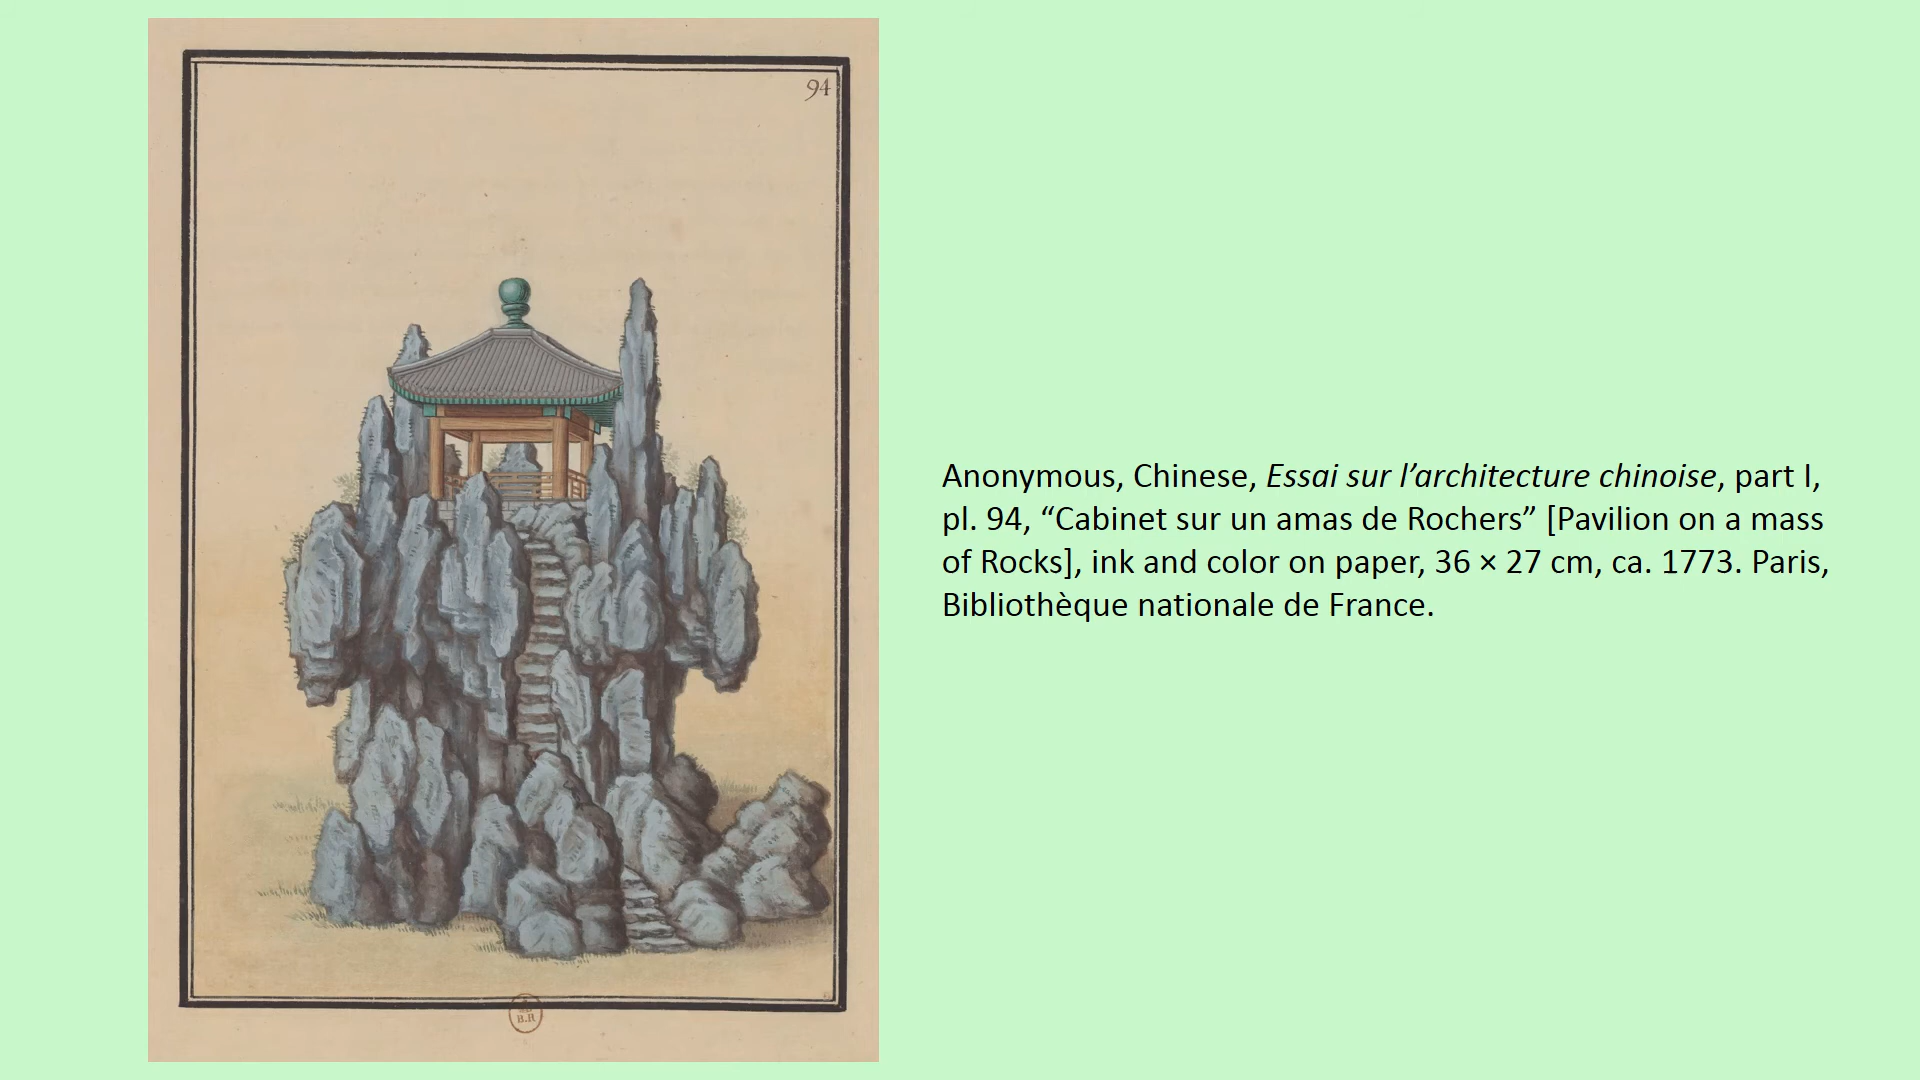 94
Anonymous, Chinese, Essai sur l’architecture chinoise, part I,
pl. 94, “Cabinet sur un amas de Rochers” [Pavilion on a mass
of Rocks], ink and color on paper, 36 × 27 cm, ca. 1773. Paris,
Bibliothèque nationale de France.
B.R